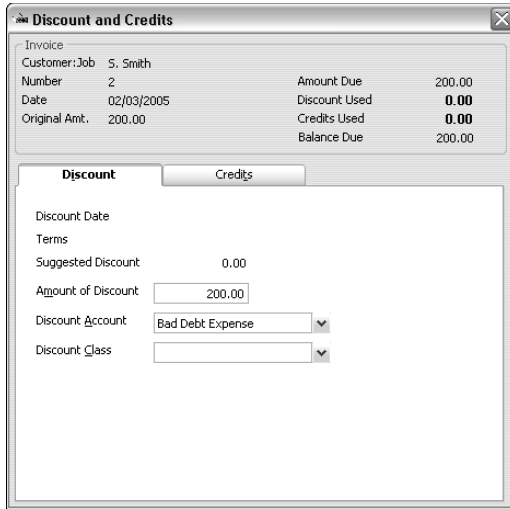 Discount and Credits
Invoice
Customer:Job S. Smith
Number 2 Amount Due 200.00
Date 02/03/2005 Discount Used 0.00
Original Amt. 200.00 Credits Used 0.00
Balance Due 200.00
Discount Credits
Discount Date
Terms
Suggested Discount 0.00
Amount of Discount 200.00
Discount Account Bad Debt Expense
Discount Class